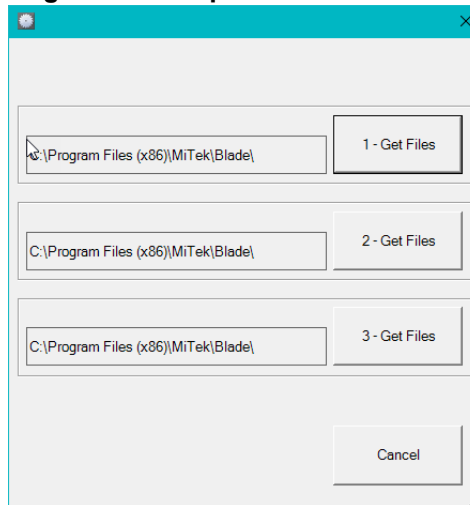 1 - Get Files
C:\Program Files (x86)\MiTek\Blade\
2 - Get Files
C:\Program Files (x86)\MiTek\Blade\
3 - Get Files
C:\Program Files (x86)\MiTek\Blade\
Cancel